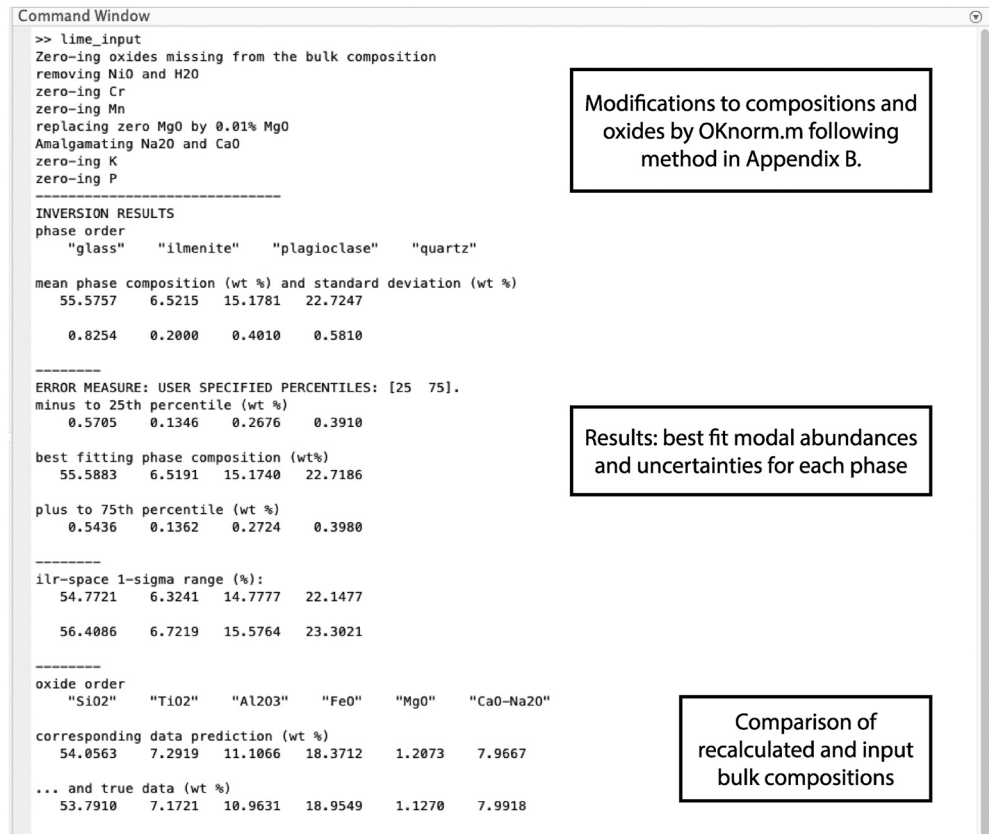 Command Window
>> lime_input
Zero-ing oxides missing from the bulk composition
removing NiO and H2O
zero-ing Cr
zero-ing Mn
replacing zero MgO by 0.01% MgO
Amalgamating Na2O and CaO
zero-ing K
zero-ing P
------------------------------
INVERSION RESULTS
phase order
"glass" "ilmenite" "plagioclase" "quartz"
mean phase composition (wt %) and standard deviation (wt %)
55.5757 6.5215 15.1781 22.7247
0.8254 0.2000 0.4010 0.5810
--------
ERROR MEASURE: USER SPECIFIED PERCENTILES: [25 75].
minus to 25th percentile (wt %)
0.5705 0.1346 0.2676 0.3910
best fitting phase composition (wt%)
55.5883 6.5191 15.1740 22.7186
plus to 75th percentile (wt %)
0.5436 0.1362 0.2724 0.3980
--------
ilr-space 1-sigma range (%):
54.7721 6.3241 14.7777 22.1477
56.4086 6.7219 15.5764 23.3021
--------
oxide order
"SiO2" "TiO2" "Al2O3" "FeO" "MgO" "CaO-Na2O"
corresponding data prediction (wt %)
54.0563 7.2919 11.1066 18.3712 1.2073 7.9667
... and true data (wt %)
53.7910 7.1721 10.9631 18.9549 1.1270 7.9918
Modifications to compositions and
oxides by OKnorm.m following
method in Appendix B.
Results: best fit modal abundances
and uncertainties for each phase
Comparison of
recalculated and input
bulk compositions